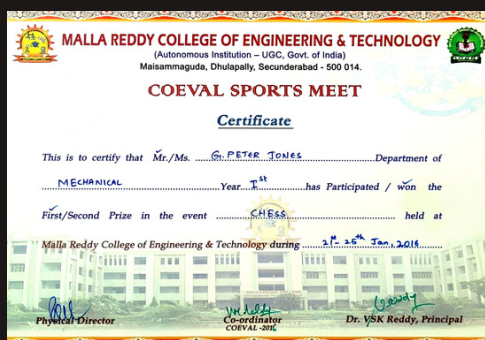 MALLA REDDY COLLEGE OF ENGINEERING & TECHNOLOGY
(Autonomous Institution – UGC, Govt. of India)
Maisammaguda, Dhulapally, Secunderabad - 500 014.
COEVAL SPORTS MEET
Certificate
This is to certify that Mr./Ms. G. PETER JONES Department of
MECHANICAL Year Ist has Participated / won the
First/Second Prize in the event CHESS held at
Malla Reddy College of Engineering & Technology during 21st- 25th Jan, 2016
Physical Director
Co-ordinator
COEVAL -2016
Dr. VSK Reddy, Principal